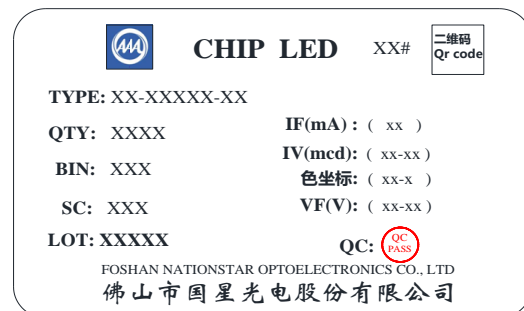 AAA CHIP LED XX# 二维码
Qr code
TYPE: XX-XXXXX-XX
QTY: XXXX IF(mA) : ( xx )
IV(mcd): ( xx-xx )
BIN: XXX 色坐标: ( xx-x )
SC: XXX VF(V): ( xx-xx )
LOT: XXXXX QC: QC
PASS
FOSHAN NATIONSTAR OPTOELECTRONICS CO., LTD
佛山市国星光电股份有限公司